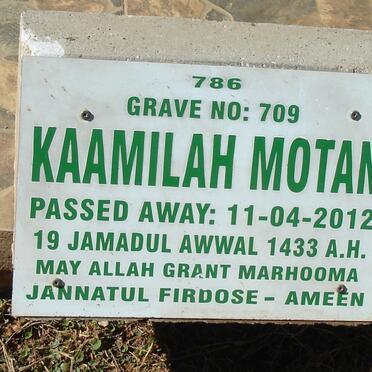 786
GRAVE NO: 709
KAAMILAH MOTAN
PASSED AWAY: 11-04-2012
19 JAMADUL AWWAL 1433 A.H.
MAY ALLAH GRANT MARHOOMA
JANNATUL FIRDOSE - AMEEN